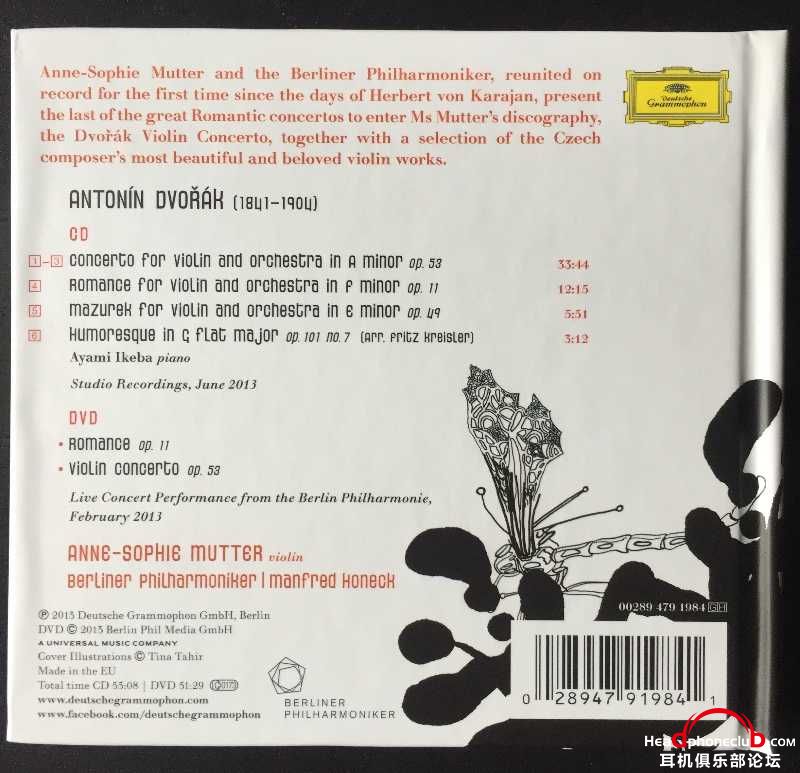 Anne-Sophie Mutter and the Berliner Philharmoniker, reunited on
record for the first time since the days of Herbert von Karajan, present
the last of the great Romantic concertos to enter Ms Mutter's discography,
the Dvořák Violin Concerto, together with a selection of the Czech
composer's most beautiful and beloved violin works.
Deutsche
Grammophon
ANTONÍN DVOŘÁK (1841–1904)
CD
1–3 concerto for violin and orchestra in A minor op. 53 33:44
4 Romance for violin and orchestra in F minor op. 11 12:15
5 mazurek for violin and orchestra in E minor op. 49 5:51
6 Humoresque in G flat major op. 101 no. 7 (Arr. Fritz Kreisler) 3:12
Ayami Ikeba piano
Studio Recordings, June 2013
DVD
• Romance op. 11
• violin concerto op. 53
Live Concert Performance from the Berlin Philharmonie,
February 2013
ANNE-SOPHIE MUTTER violin
Berliner Philharmoniker | manfred Honeck
℗ 2013 Deutsche Grammophon GmbH, Berlin
DVD © 2013 Berlin Phil Media GmbH
A UNIVERSAL MUSIC COMPANY
Cover Illustrations © Tina Tahir
Made in the EU
Total time CD 55:08 | DVD 51:29 LC 0173
www.deutschegrammophon.com
www.facebook.com/deutschegrammophon
BERLINER
PHILHARMONIKER
00289 479 1984 GH
0 28947 91984 1
Headphoneclub.com
耳机俱乐部论坛